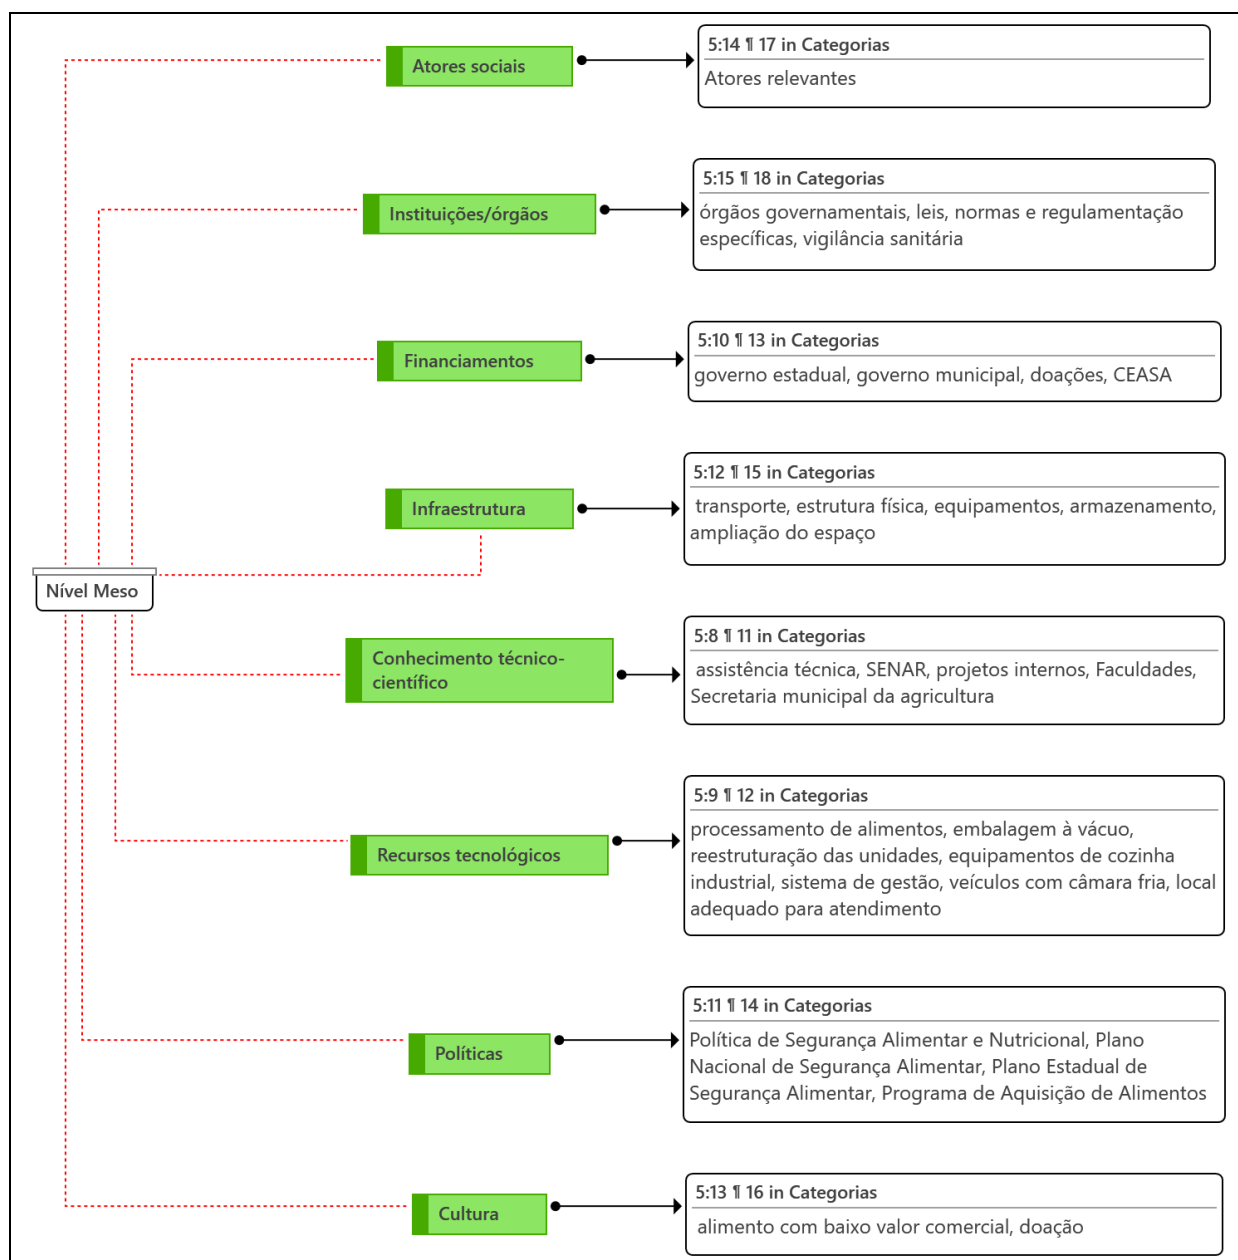 Atores sociais
5:14 ¶ 17 in Categorias
Atores relevantes
Instituições/órgãos
5:15 ¶ 18 in Categorias
órgãos governamentais, leis, normas e regulamentação
específicas, vigilância sanitária
Financiamentos
5:10 ¶ 13 in Categorias
governo estadual, governo municipal, doações, CEASA
Infraestrutura
5:12 ¶ 15 in Categorias
transporte, estrutura física, equipamentos, armazenamento,
ampliação do espaço
Nível Meso
Conhecimento técnico-
científico
5:8 ¶ 11 in Categorias
assistência técnica, SENAR, projetos internos, Faculdades,
Secretaria municipal da agricultura
Recursos tecnológicos
5:9 ¶ 12 in Categorias
processamento de alimentos, embalagem à vácuo,
reestruturação das unidades, equipamentos de cozinha
industrial, sistema de gestão, veículos com câmara fria, local
adequado para atendimento
Políticas
5:11 ¶ 14 in Categorias
Política de Segurança Alimentar e Nutricional, Plano
Nacional de Segurança Alimentar, Plano Estadual de
Segurança Alimentar, Programa de Aquisição de Alimentos
Cultura
5:13 ¶ 16 in Categorias
alimento com baixo valor comercial, doação